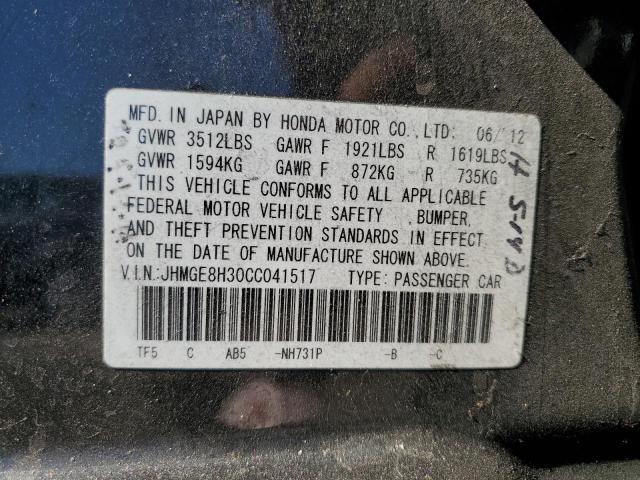 MFD. IN JAPAN BY HONDA MOTOR CO., LTD: 06/12
GVWR 3512LBS GAWR F 1921LBS R 1619LBS
GVWR 1594KG GAWR F 872KG R 735KG
THIS VEHICLE CONFORMS TO ALL APPLICABLE
FEDERAL MOTOR VEHICLE SAFETY , BUMPER,
AND THEFT PREVENTION STANDARDS IN EFFECT
ON THE DATE OF MANUFACTURE SHOWN ABOVE.
V.I.N:JHMGE8H30CC041517 TYPE: PASSENGER CAR
TF5 C AB5 -NH731P -B -C